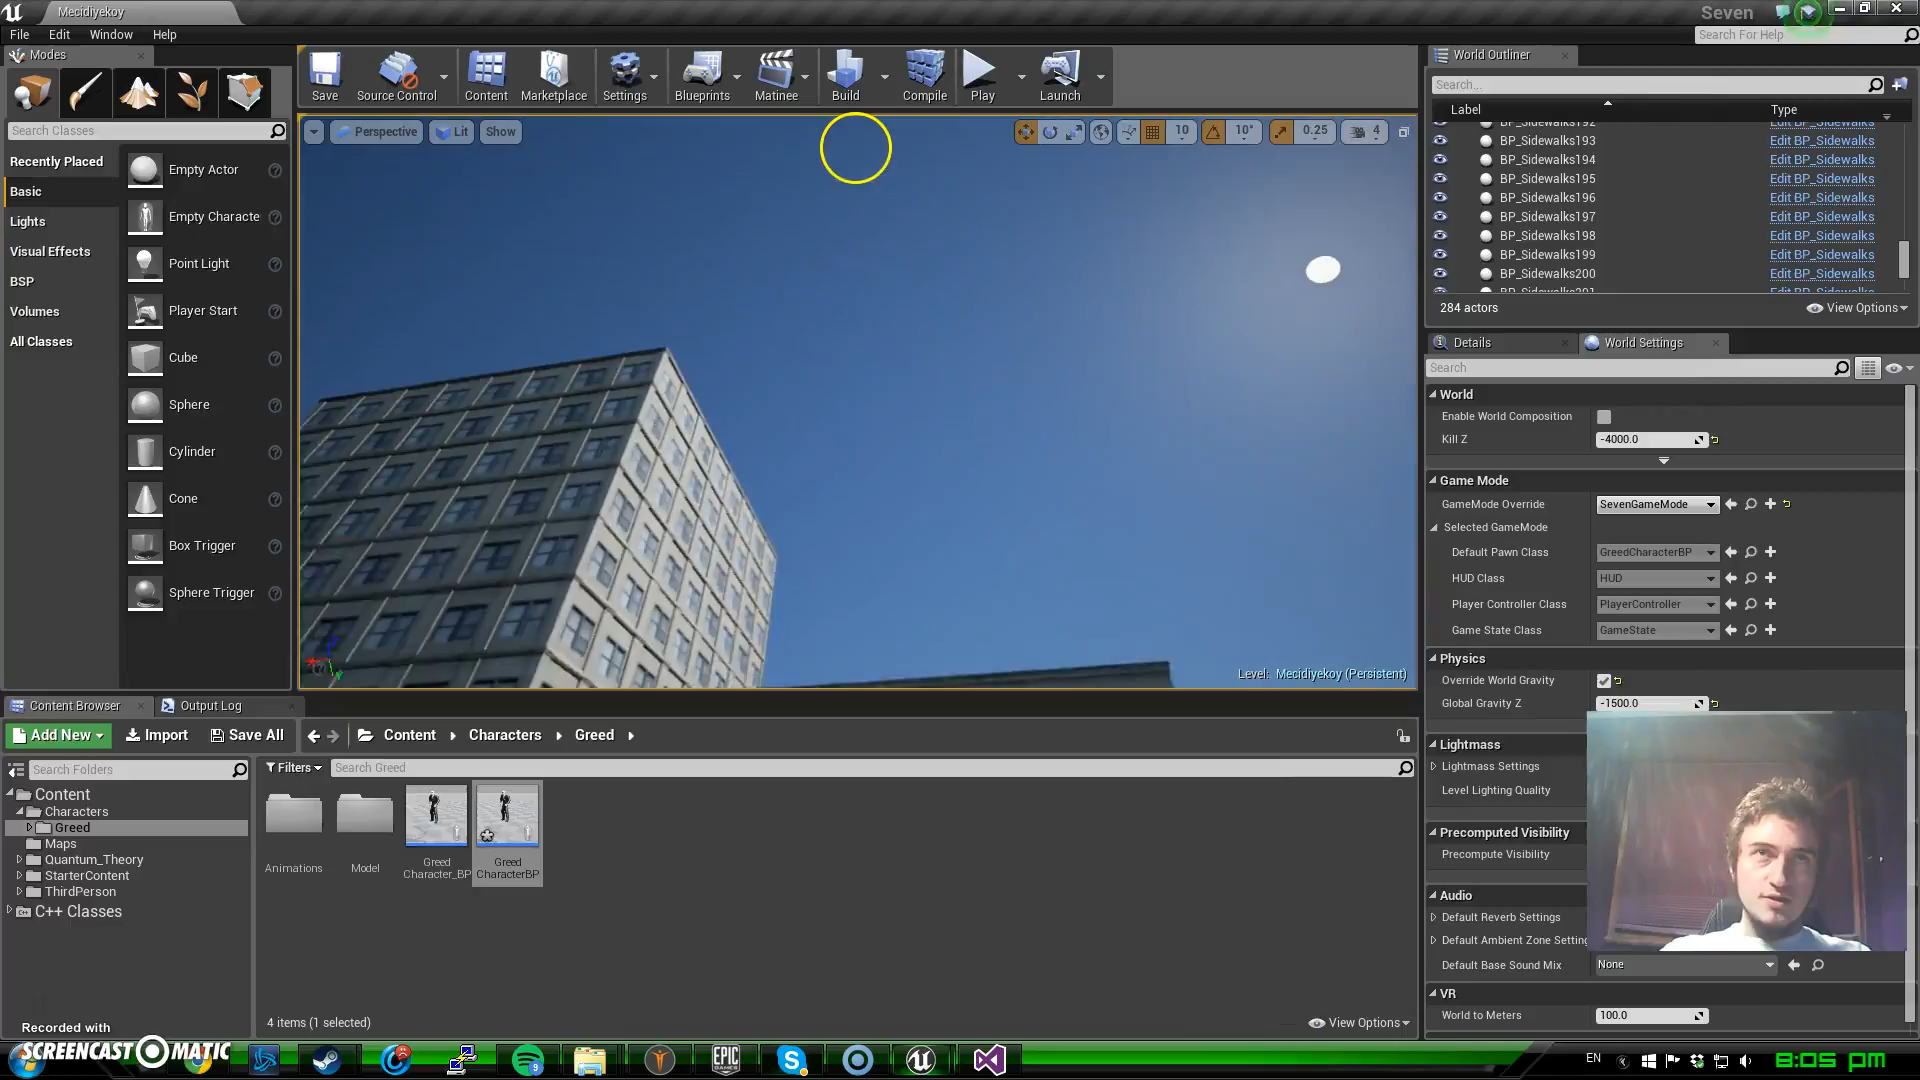 Mecidiyekoy
Seven
File Edit Window Help
Search For Help
Modes
Save
Source Control
Content
Marketplace
Settings
Blueprints
Matinee
Build
Compile
Play
Launch
World Outliner
Search...
Label
Type
Search Classes
Recently Placed
Basic
Lights
Visual Effects
BSP
Volumes
All Classes
Empty Actor
Empty Characte
Point Light
Player Start
Cube
Sphere
Cylinder
Cone
Box Trigger
Sphere Trigger
Perspective
Lit
Show
10
10°
0.25
4
Level: Mecidiyekoy (Persistent)
BP_Sidewalks192 Edit BP_Sidewalks
BP_Sidewalks193 Edit BP_Sidewalks
BP_Sidewalks194 Edit BP_Sidewalks
BP_Sidewalks195 Edit BP_Sidewalks
BP_Sidewalks196 Edit BP_Sidewalks
BP_Sidewalks197 Edit BP_Sidewalks
BP_Sidewalks198 Edit BP_Sidewalks
BP_Sidewalks199 Edit BP_Sidewalks
BP_Sidewalks200 Edit BP_Sidewalks
BP_Sidewalks201 Edit BP_Sidewalks
284 actors
View Options
Details
World Settings
Search
World
Enable World Composition
Kill Z -4000.0
Game Mode
GameMode Override SevenGameMode
Selected GameMode
Default Pawn Class GreedCharacterBP
HUD Class HUD
Player Controller Class PlayerController
Game State Class GameState
Physics
Override World Gravity
Global Gravity Z -1500.0
Lightmass
Lightmass Settings
Level Lighting Quality
Precomputed Visibility
Precompute Visibility
Audio
Default Reverb Settings
Default Ambient Zone Setting
Default Base Sound Mix None
VR
World to Meters 100.0
Content Browser
Output Log
Add New
Import
Save All
Content
Characters
Greed
Search Folders
Filters
Search Greed
Content
Characters
Greed
Maps
Quantum_Theory
StarterContent
ThirdPerson
C++ Classes
Animations
Model
Greed
Character_BP
Greed
CharacterBP
4 items (1 selected)
View Options
Recorded with
SCREENCAST MATIC
9
EPIC
GAMES
EN
8:05 pm